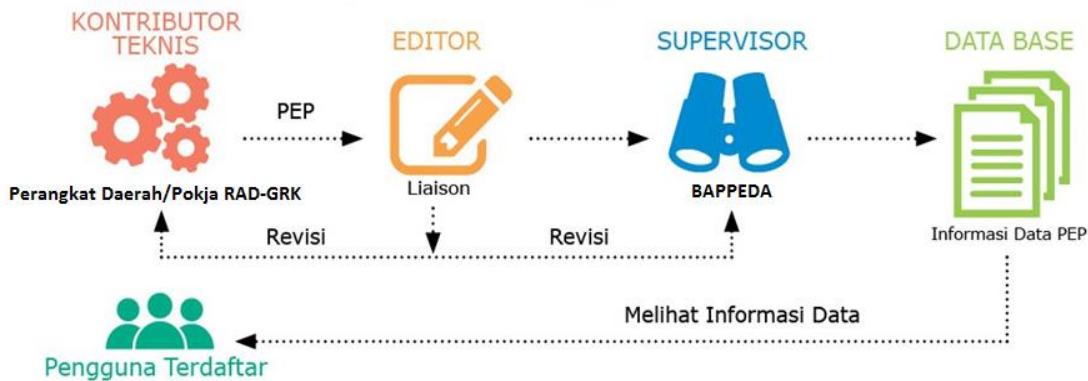 KONTRIBUTOR
TEKNIS
EDITOR
SUPERVISOR
DATA BASE
PEP
Perangkat Daerah/Pokja RAD-GRK
Liaison
BAPPEDA
Informasi Data PEP
Revisi
Revisi
Melihat Informasi Data
Pengguna Terdaftar